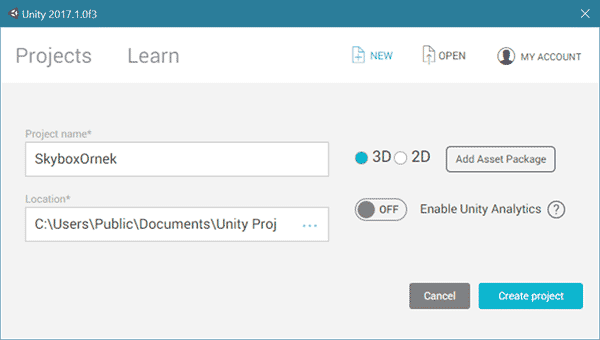 Unity 2017.1.0f3
Projects Learn NEW OPEN MY ACCOUNT
Project name*
SkyboxOrnek
3D 2D Add Asset Package
Location*
C:\Users\Public\Documents\Unity Proj ...
OFF Enable Unity Analytics ?
Cancel Create project